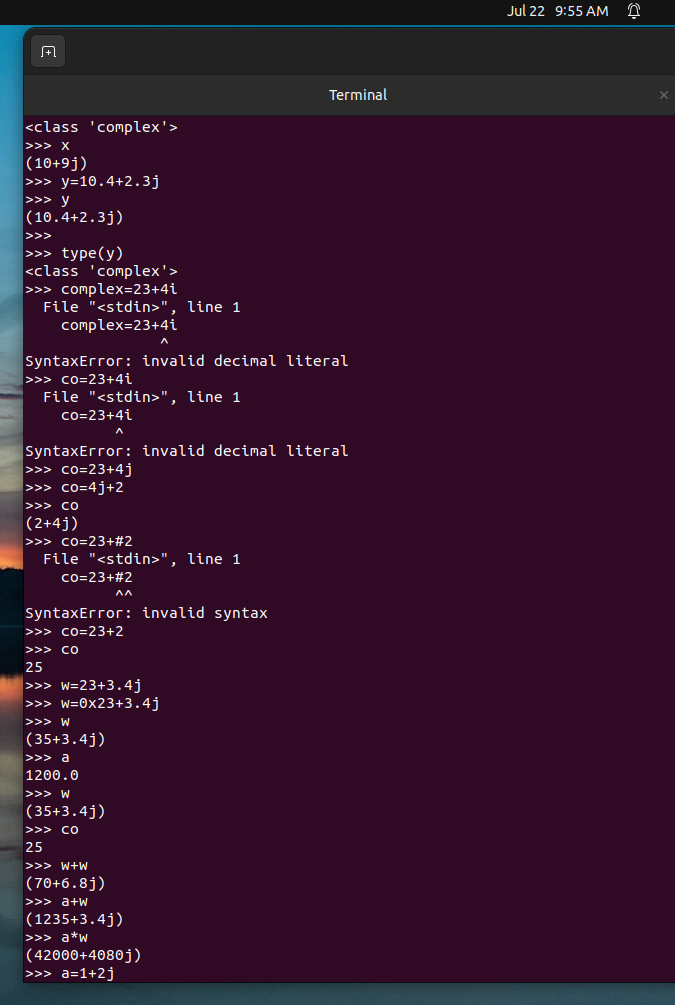 Jul 22 9:55 AM
Terminal
<class 'complex'>
>>> x
(10+9j)
>>> y=10.4+2.3j
>>> y
(10.4+2.3j)
>>>
>>> type(y)
<class 'complex'>
>>> complex=23+4i
  File "<stdin>", line 1
    complex=23+4i
               ^
SyntaxError: invalid decimal literal
>>> co=23+4i
  File "<stdin>", line 1
    co=23+4i
          ^
SyntaxError: invalid decimal literal
>>> co=23+4j
>>> co=4j+2
>>> co
(2+4j)
>>> co=23+#2
  File "<stdin>", line 1
    co=23+#2
          ^^
SyntaxError: invalid syntax
>>> co=23+2
>>> co
25
>>> w=23+3.4j
>>> w=0x23+3.4j
>>> w
(35+3.4j)
>>> a
1200.0
>>> w
(35+3.4j)
>>> co
25
>>> w+w
(70+6.8j)
>>> a+w
(1235+3.4j)
>>> a*w
(42000+4080j)
>>> a=1+2j